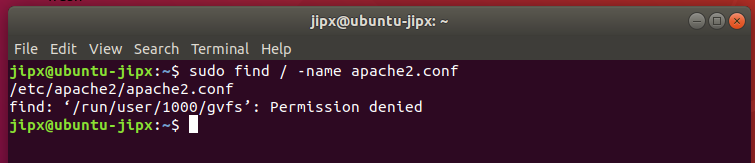 jipx@ubuntu-jipx: ~
File Edit View Search Terminal Help
jipx@ubuntu-jipx:~$ sudo find / -name apache2.conf
/etc/apache2/apache2.conf
find: ‘/run/user/1000/gvfs’: Permission denied
jipx@ubuntu-jipx:~$